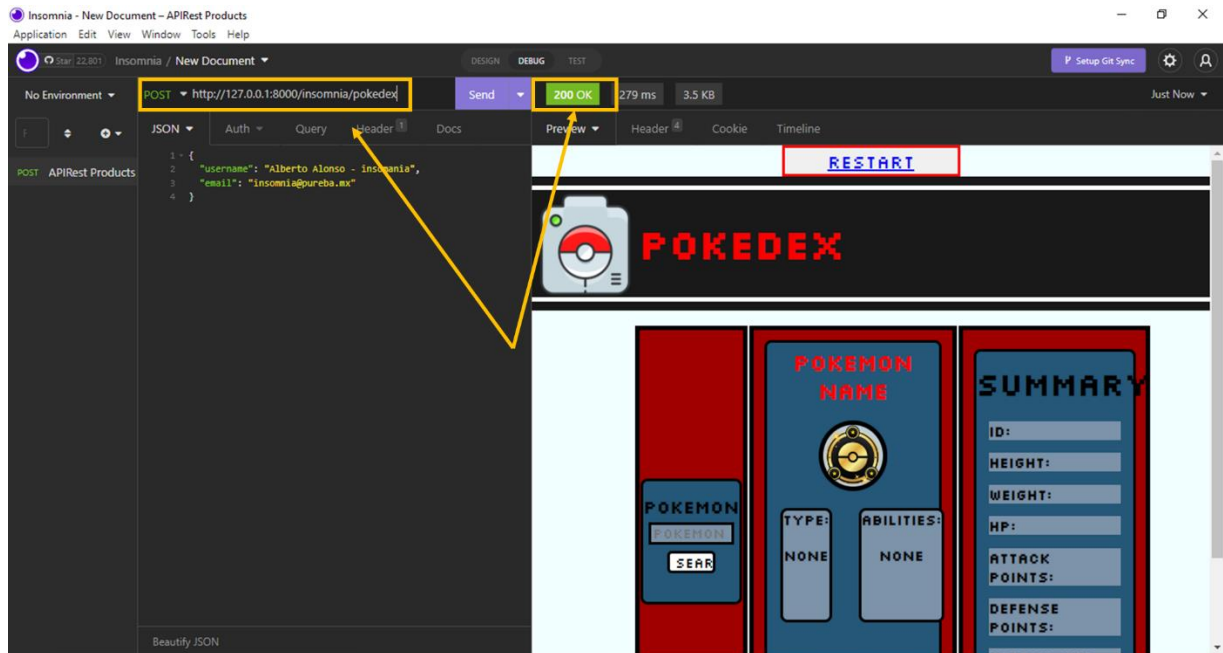 Insomnia - New Document – APIRest Products
Application Edit View Window Tools Help
Star 22,801 Insomnia / New Document
DESIGN DEBUG TEST
Setup Git Sync
No Environment
POST http://127.0.0.1:8000/insomnia/pokedex
Send
200 OK 279 ms 3.5 KB
Just Now
F
JSON Auth Query Header 1 Docs
Preview Header 4 Cookie Timeline
POST APIRest Products
1 {
2 "username": "Alberto Alonso - insomania",
3 "email": "insomnia@pureba.mx"
4 }
Beautify JSON
RESTART
POKEDEX
POKEMON
POKEMON
SEAR
POKEMON
NAME
TYPE:
NONE
ABILITIES:
NONE
SUMMARY
ID:
HEIGHT:
WEIGHT:
HP:
ATTACK
POINTS:
DEFENSE
POINTS: